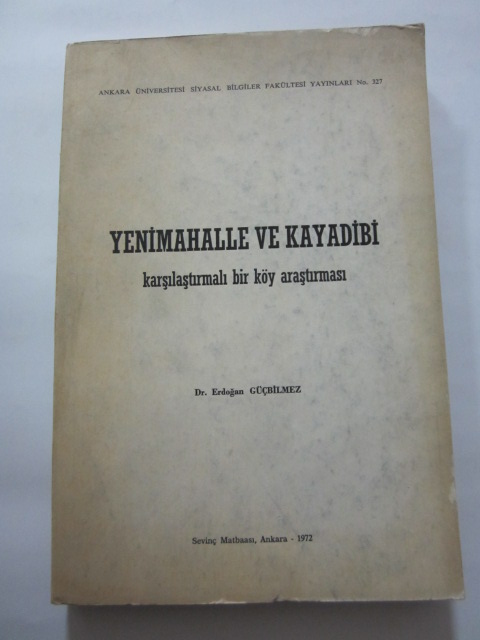 ANKARA ÜNİVERSİTESİ SİYASAL BİLGİLER FAKÜLTESİ YAYINLARI No. 327
YENİMAHALLE VE KAYADİBİ
karşılaştırmalı bir köy araştırması
Dr. Erdoğan GÜÇBİLMEZ
Sevinç Matbaası, Ankara - 1972